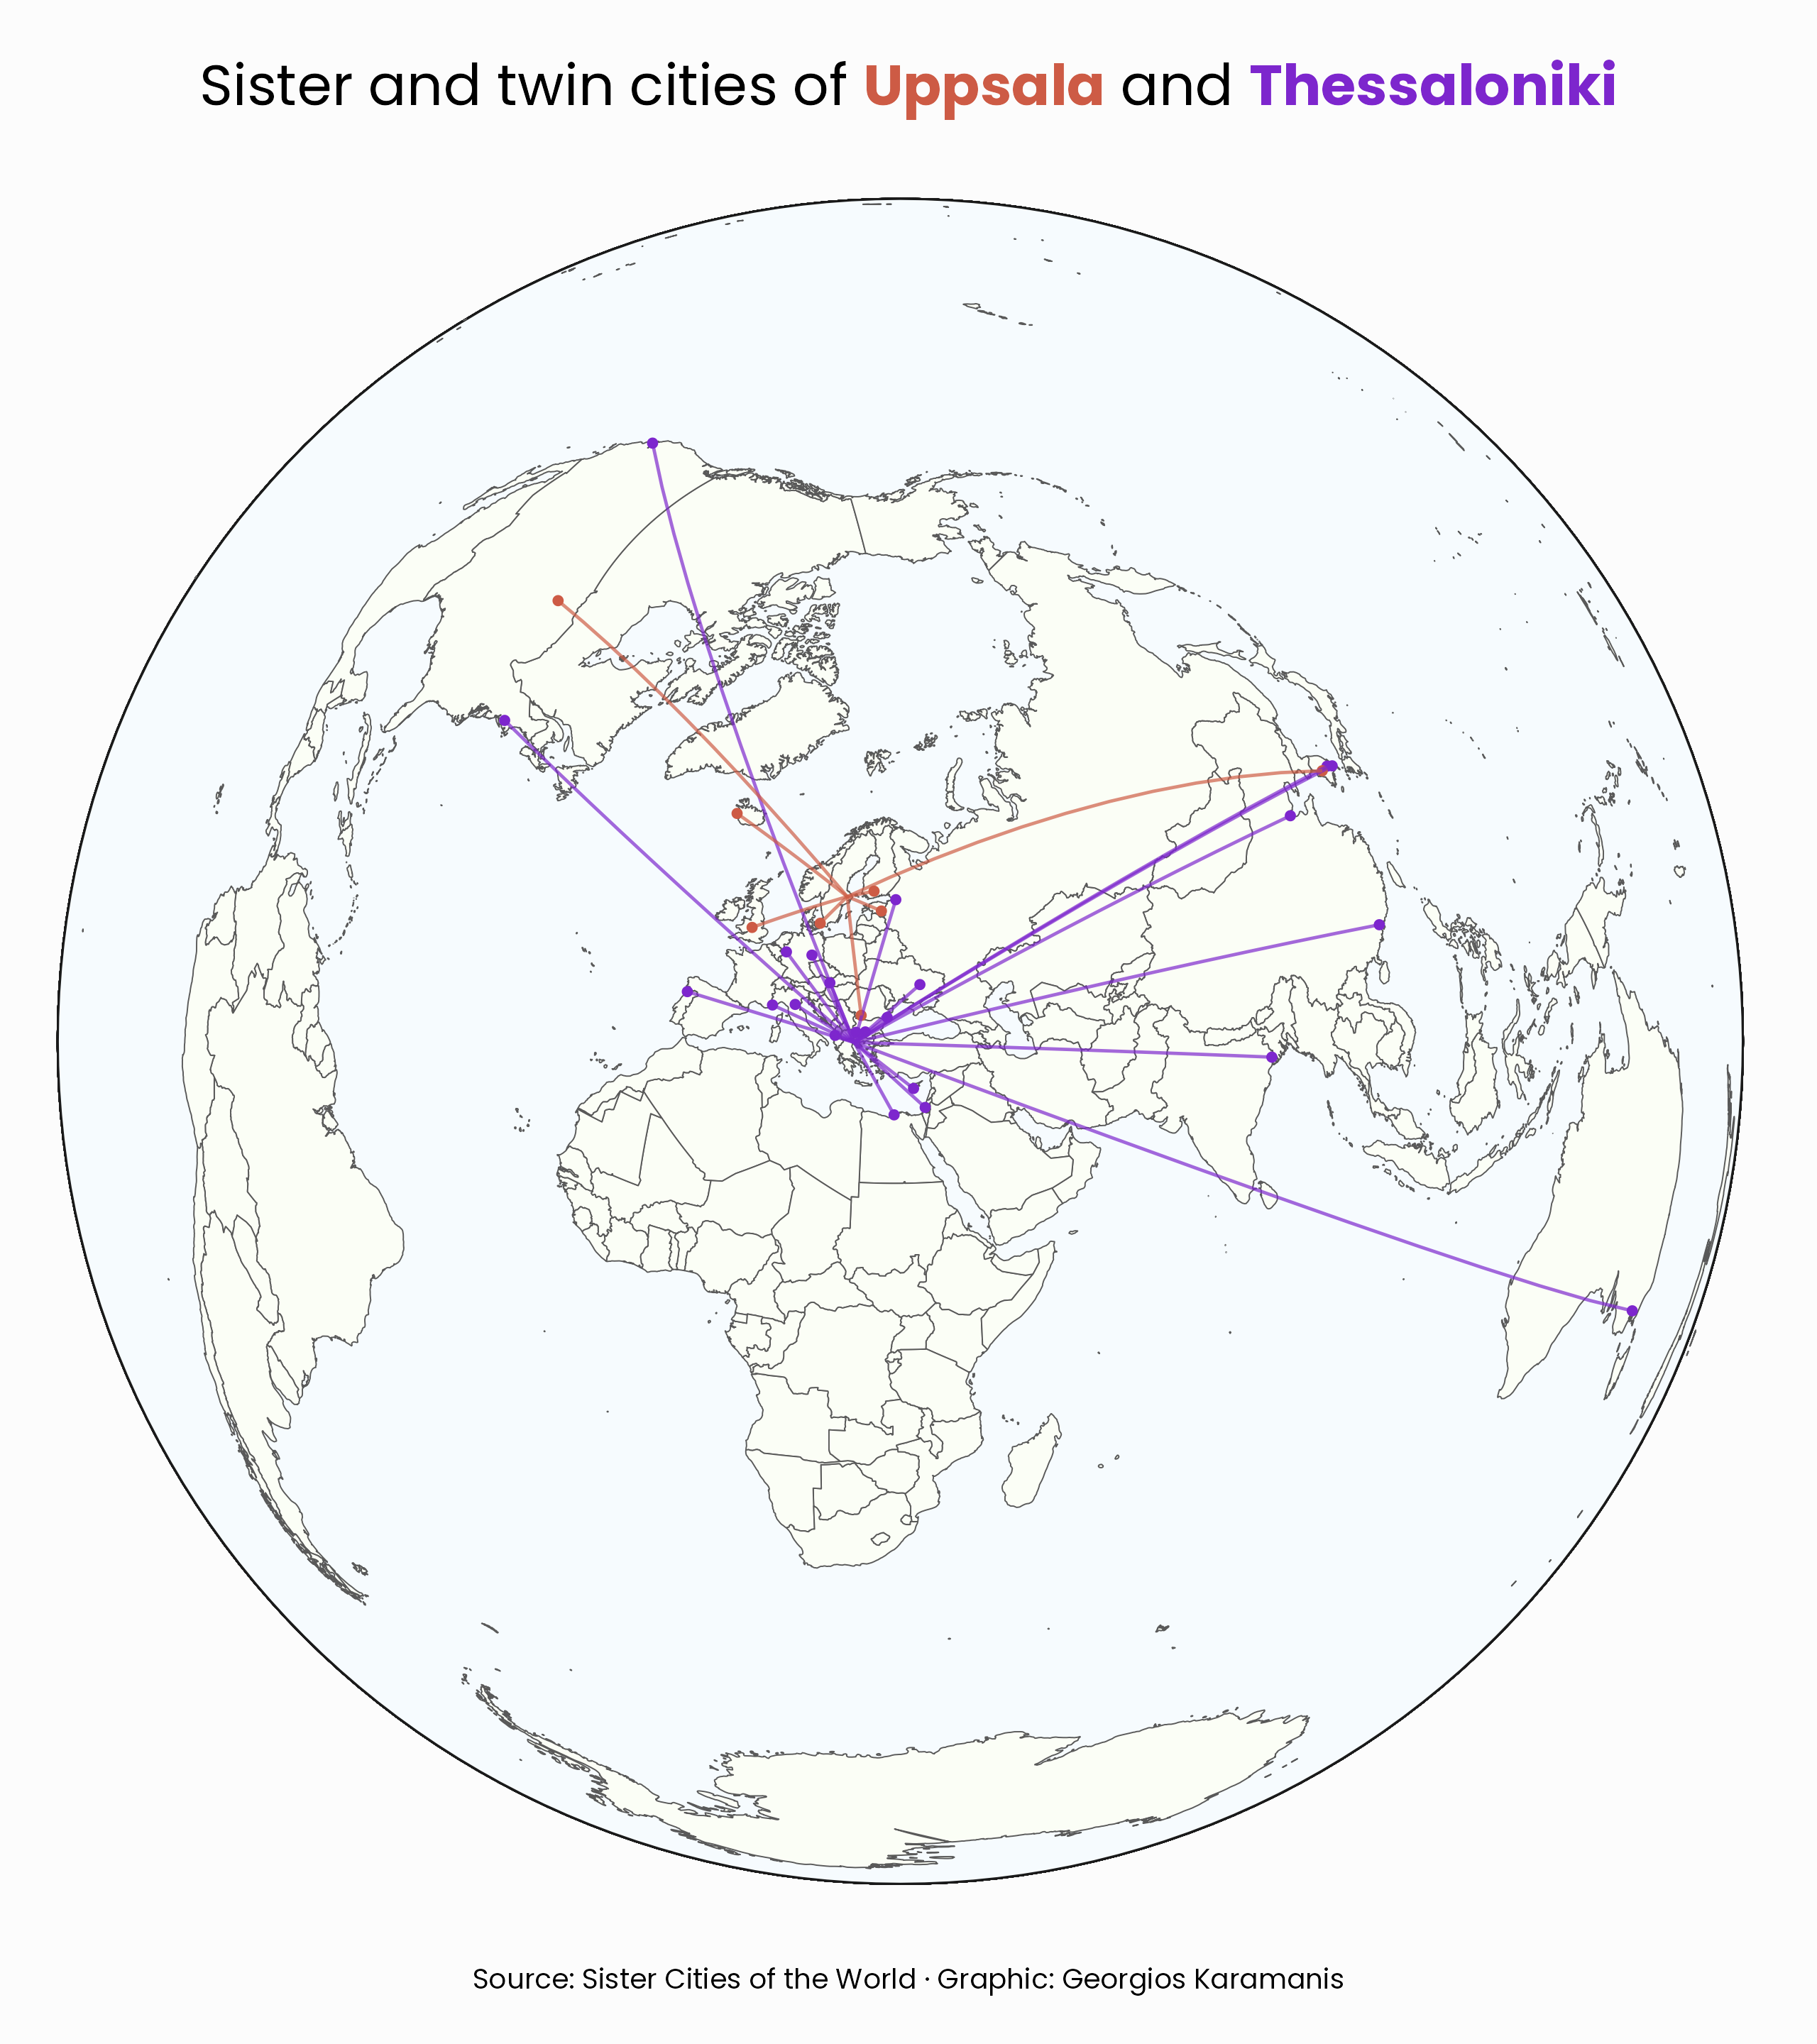 Sister and twin cities of Uppsala and Thessaloniki
Source: Sister Cities of the World · Graphic: Georgios Karamanis